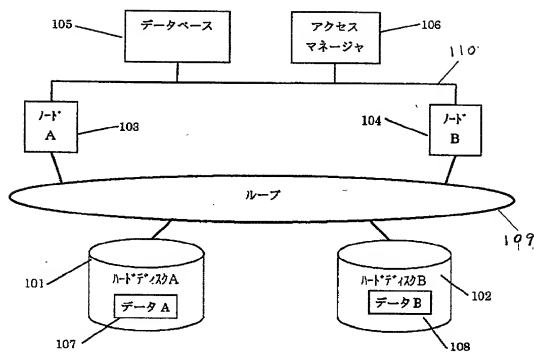 105
データベース
アクセス
マネージャ
106
110
ノード
A
103
104
ノード
B
ループ
109
101
ハードディスクA
データA
107
ハードディスクB
データB
102
108